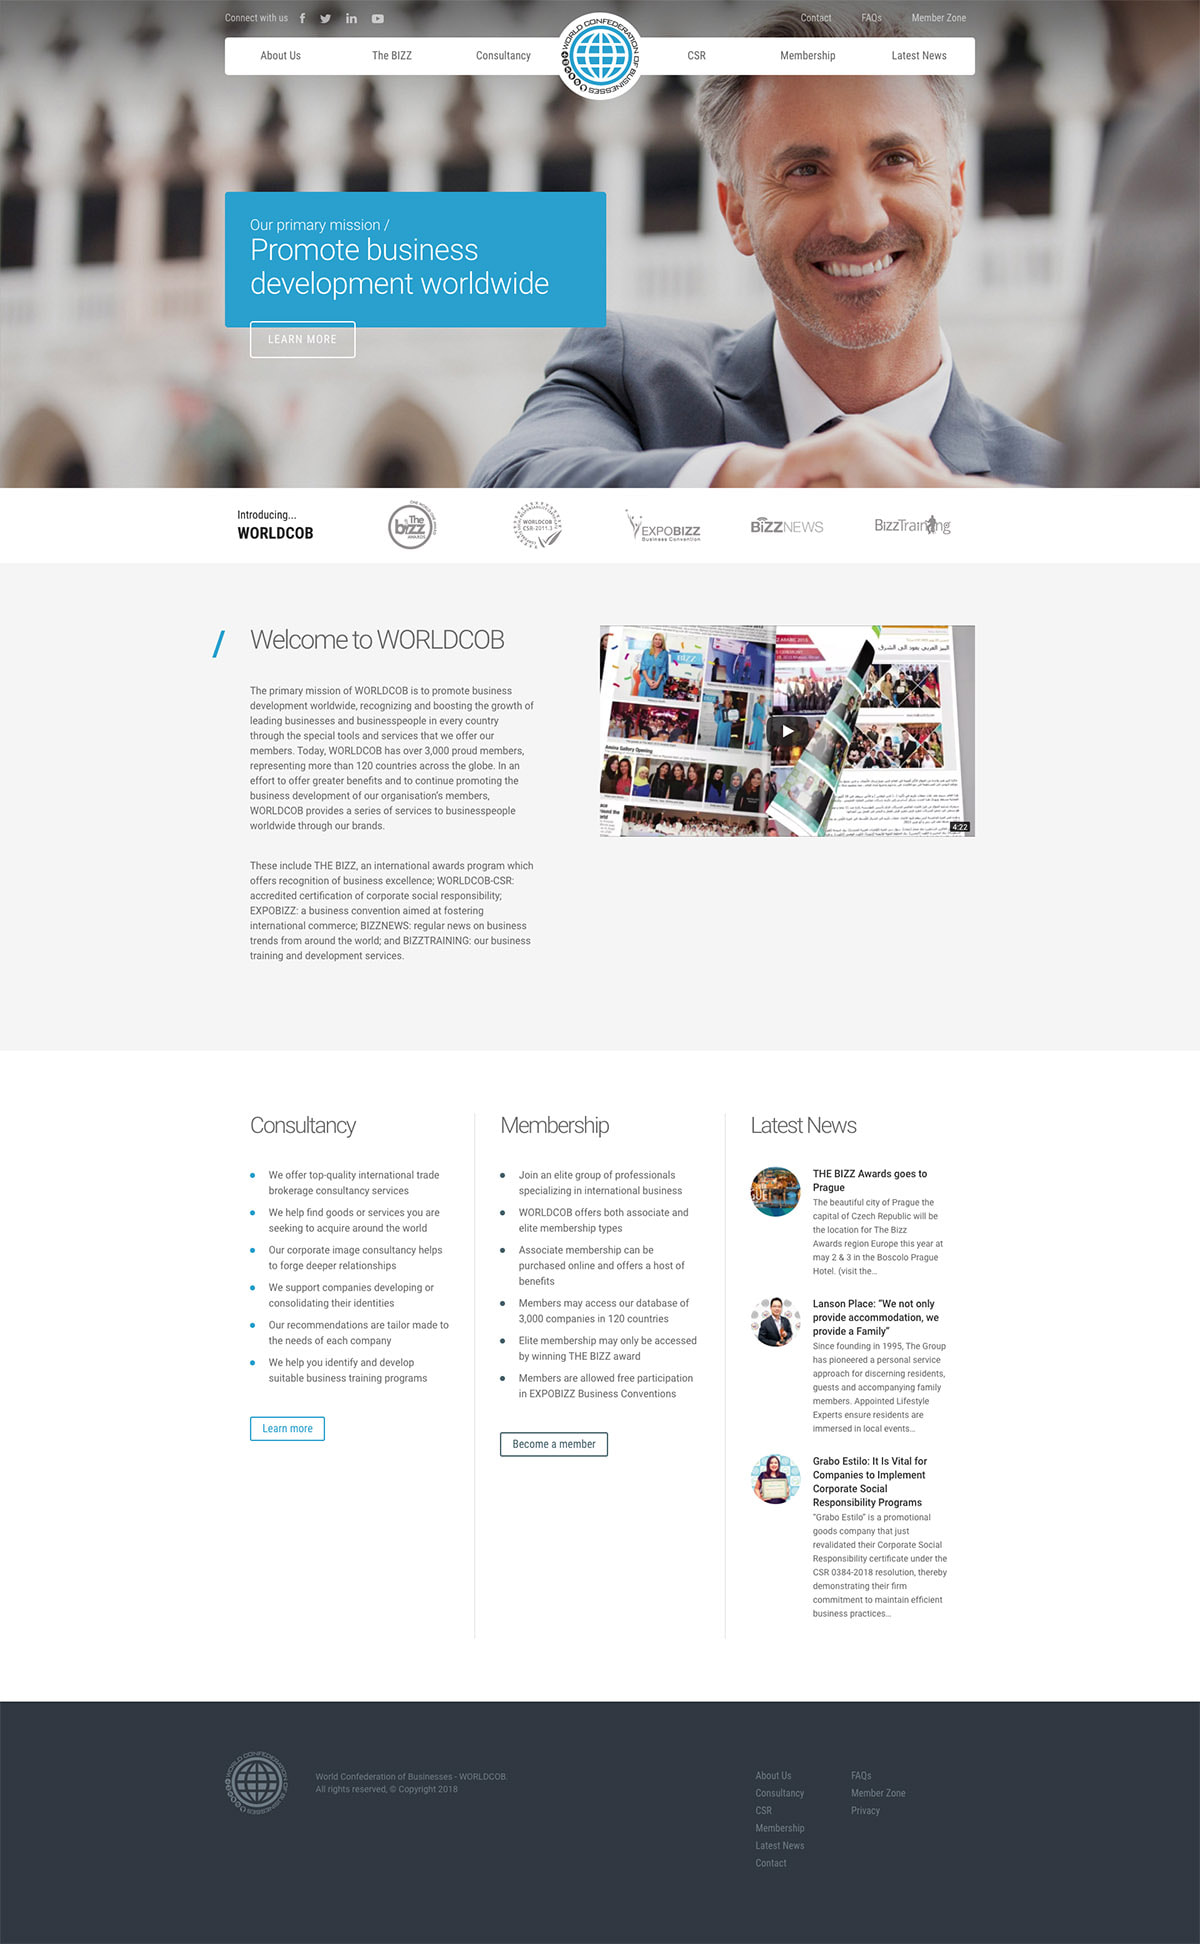 Connect with us
Contact
FAQs
Member Zone
About Us
The BIZZ
Consultancy
WORLD CONFEDERATION OF BUSINESSES
CSR
Membership
Latest News
Our primary mission /
Promote business
development worldwide
LEARN MORE
Introducing...
WORLDCOB
The
bizz
AWARDS
WORLDCOB
CSR-2011.3
EXPOBIZZ
Business Convention
BIZZNEWS
BizzTraining
/ Welcome to WORLDCOB
The primary mission of WORLDCOB is to promote business
development worldwide, recognizing and boosting the growth of
leading businesses and businesspeople in every country
through the special tools and services that we offer our
members. Today, WORLDCOB has over 3,000 proud members,
representing more than 120 countries across the globe. In an
effort to offer greater benefits and to continue promoting the
business development of our organisation's members,
WORLDCOB provides a series of services to businesspeople
worldwide through our brands.
These include THE BIZZ, an international awards program which
offers recognition of business excellence; WORLDCOB-CSR:
accredited certification of corporate social responsibility;
EXPOBIZZ: a business convention aimed at fostering
international commerce; BIZZNEWS: regular news on business
trends from around the world; and BIZZTRAINING: our business
training and development services.
BIZZ
Amina Gallery Opening
البيز العربي يعود الى الشرق
4:22
Consultancy
We offer top-quality international trade
brokerage consultancy services
We help find goods or services you are
seeking to acquire around the world
Our corporate image consultancy helps
to forge deeper relationships
We support companies developing or
consolidating their identities
Our recommendations are tailor made to
the needs of each company
We help you identify and develop
suitable business training programs
Learn more
Membership
Join an elite group of professionals
specializing in international business
WORLDCOB offers both associate and
elite membership types
Associate membership can be
purchased online and offers a host of
benefits
Members may access our database of
3,000 companies in 120 countries
Elite membership may only be accessed
by winning THE BIZZ award
Members are allowed free participation
in EXPOBIZZ Business Conventions
Become a member
Latest News
THE BIZZ Awards goes to
Prague
The beautiful city of Prague the
capital of Czech Republic will be
the location for The Bizz
Awards region Europe this year at
may 2 & 3 in the Boscolo Prague
Hotel. (visit the...
Lanson Place: “We not only
provide accommodation, we
provide a Family”
Since founding in 1995, The Group
has pioneered a personal service
approach for discerning residents,
guests and accompanying family
members. Appointed Lifestyle
Experts ensure residents are
immersed in local events...
Grabo Estilo: It Is Vital for
Companies to Implement
Corporate Social
Responsibility Programs
“Grabo Estilo” is a promotional
goods company that just
revalidated their Corporate Social
Responsibility certificate under the
CSR 0384-2018 resolution, thereby
demonstrating their firm
commitment to maintain efficient
business practices...
WORLD CONFEDERATION OF BUSINESSES
World Confederation of Businesses - WORLDCOB.
All rights reserved, © Copyright 2018
About Us
Consultancy
CSR
Membership
Latest News
Contact
FAQs
Member Zone
Privacy